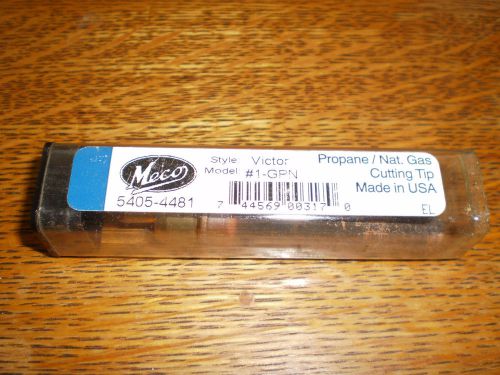 Meco
5405-4481
Style Victor
Model #1-GPN
7 44569 00317 0
Propane / Nat. Gas
Cutting Tip
Made in USA
EL